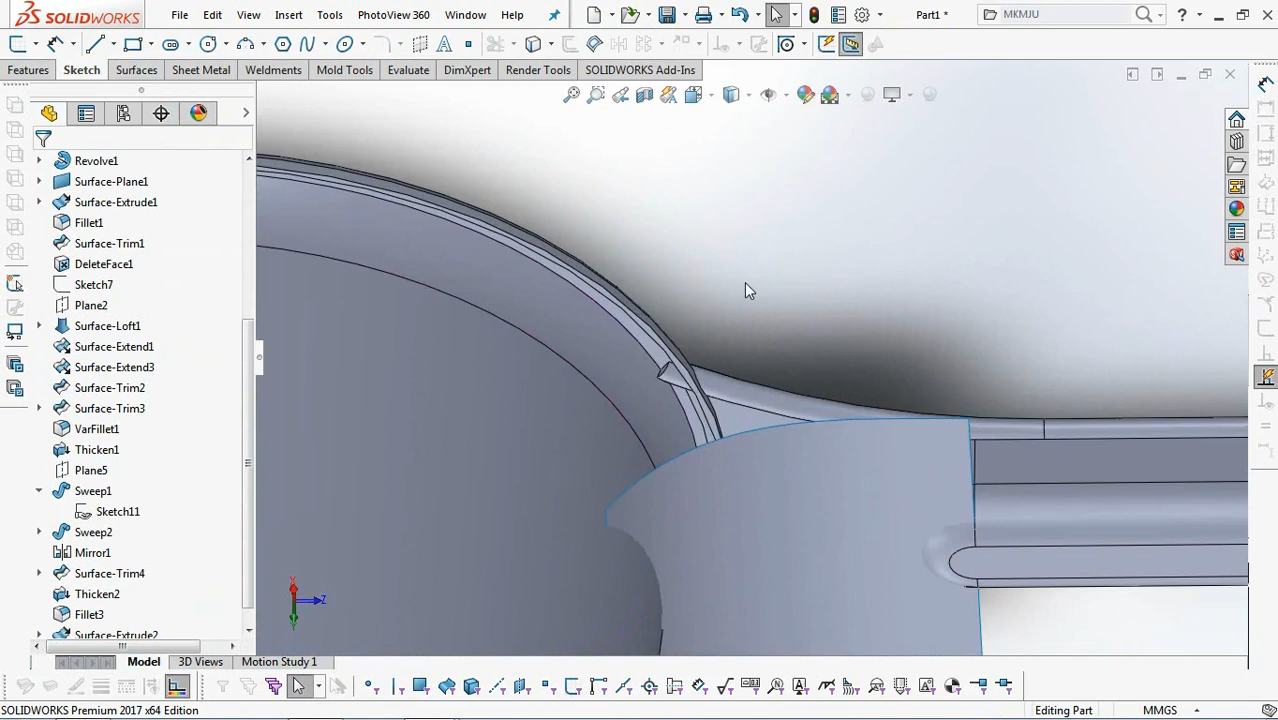 SOLIDWORKS File Edit View Insert Tools PhotoView 360 Window Help Part1 * MKMJU ?
Features Sketch Surfaces Sheet Metal Weldments Mold Tools Evaluate DimXpert Render Tools SOLIDWORKS Add-Ins
Revolve1
Surface-Plane1
Surface-Extrude1
Fillet1
Surface-Trim1
DeleteFace1
Sketch7
Plane2
Surface-Loft1
Surface-Extend1
Surface-Extend3
Surface-Trim2
Surface-Trim3
VarFillet1
Thicken1
Plane5
Sweep1
Sketch11
Sweep2
Mirror1
Surface-Trim4
Thicken2
Fillet3
Surface-Extrude2
X
Z
Model 3D Views Motion Study 1
SOLIDWORKS Premium 2017 x64 Edition Editing Part MMGS